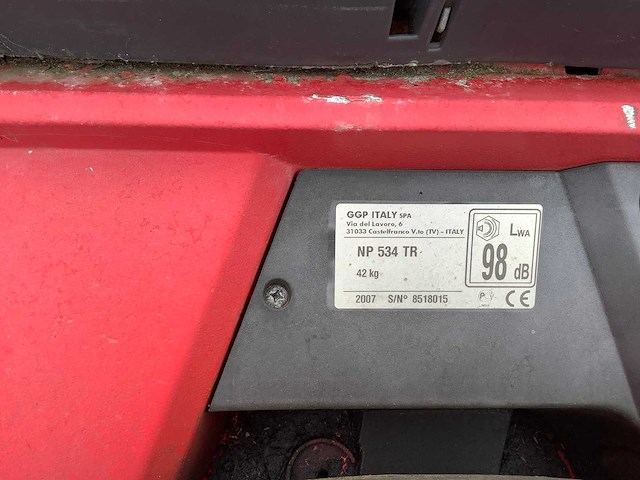 GGP ITALY SPA
Via del Lavoro, 6
31033 Castelfranco V.to (TV) - ITALY
NP 534 TR
42 kg
2007 S/Nº 8518015
LWA
98 dB
P
CE